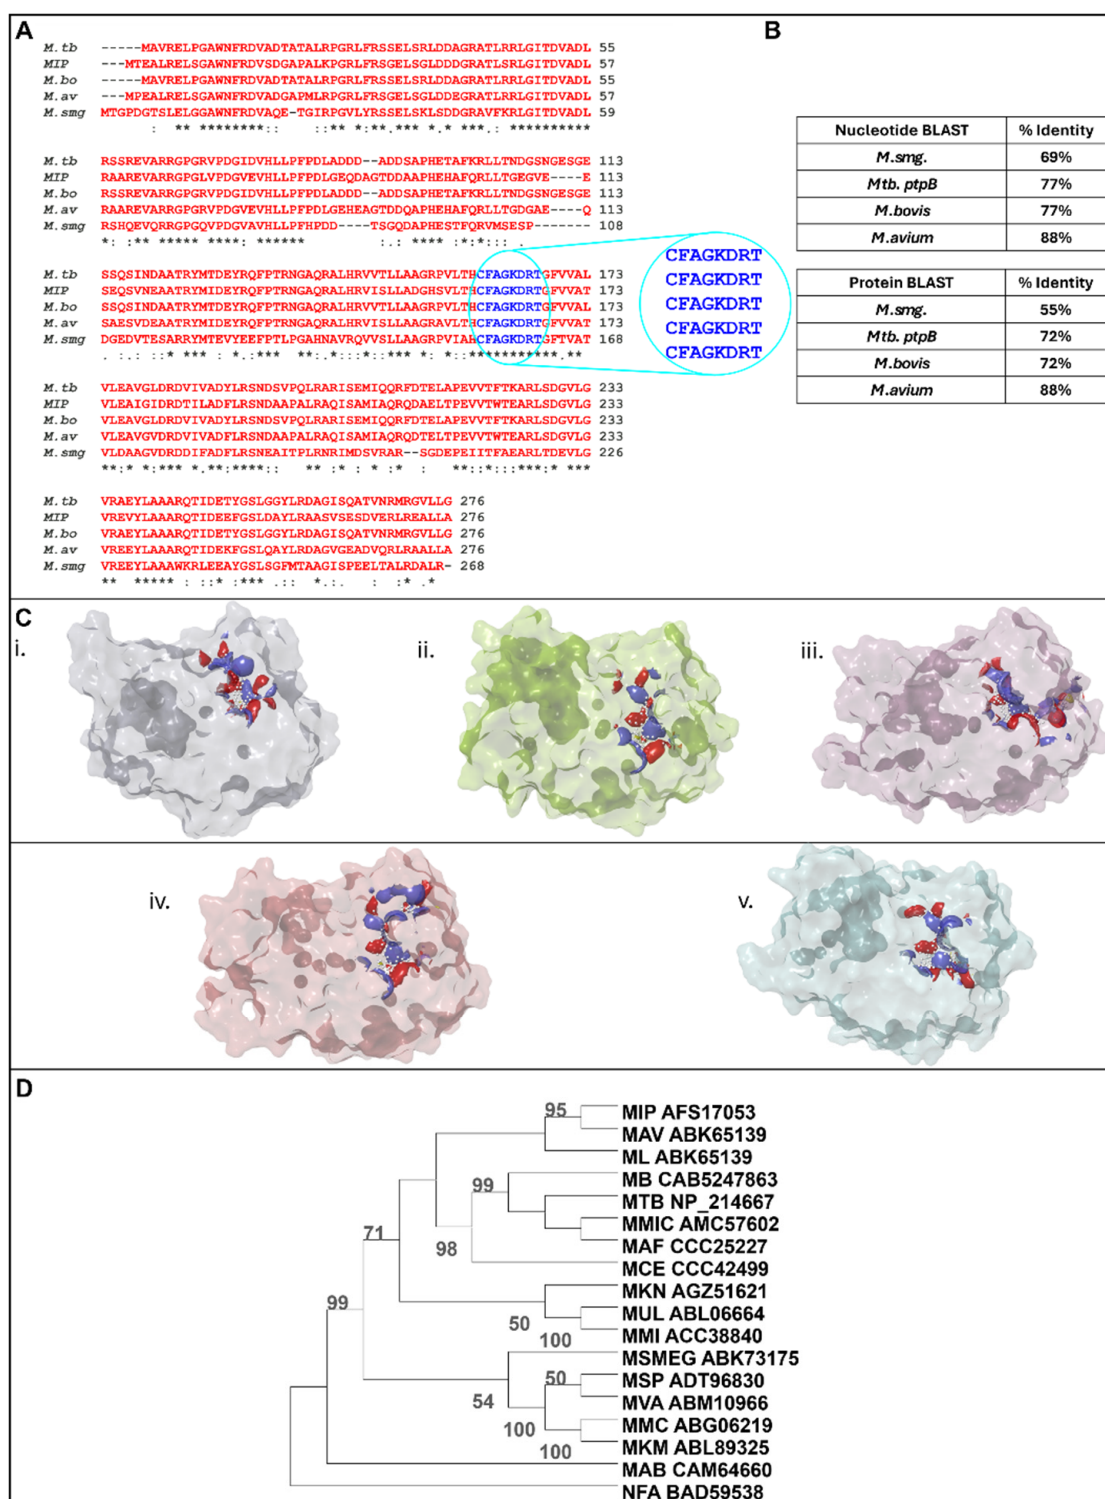 A
M.tb -----MAVRELPGAWNFRDVADTATALRPGRLFRSSELSRLDDAGRATLRRLGITDVADL 55
MIP ---MTEALRELSGAWNFRDVSDGAPALKPGRLFRSSELSGLDDDGRATLSRLGITDVADL 57
M.bo -----MAVRELPGAWNFRDVADTATALRPGRLFRSSELSRLDDAGRATLRRLGITDVADL 55
M.av ---MPEALRELSGAWNFRDVADGAPMLRPGRLFRSSELSGLDDEGRATLRRLGITDVADL 57
M.smg MTGPDGTSLELGGAWNFRDVAQE-TGIRPGVLYRSSELSKLSDAGRAVFKRLGITDVADL 59
M.tb RSSREVARRGPGRVPDGIDVHLLPFPDLADDD--ADDSAPHETAFKRLLTNDGSNGESGE 113
MIP RAAREVARRGPGLVPDGVEVHLLPFPDLGEQDAGTDDAAPHEHAFQRLLTGEGVE----E 113
M.bo RSSREVARRGPGRVPDGIDVHLLPFPDLADDD--ADDSAPHETAFKRLLTNDGSNGESGE 113
M.av RAAREVARRGPGRVPDGVEVHLLPFPDLGEHEAGTDDQAPHEHAFQRLLTGDGAE----Q 113
M.smg RSHQEVQRRGPGQVPDGVAVHLLPFHPDD----TSGQDAPHESTFQRVMSESP------- 108
M.tb SSQSINDAATRYMTDEYRQFPTRNGAQRALHRVVTLLAAGRPVLTHCFAGKDRTGFVVAL 173
MIP SEQSVNEAATRYMTDEYRQFPTRNGAQRALHRVISLLADGHSVLTHCFAGKDRTGFVVAT 173
M.bo SSQSINDAATRYMTDEYRQFPTRNGAQRALHRVVTLLAAGRPVLTHCFAGKDRTGFVVAL 173
M.av SAESVDEAATRYMTDEYRQFPTRNGAQRALHRVISLLAAGRAVLTHCFAGKDRTGFVVAT 173
M.smg DGEDVTESARRYMTEVYEEFPTLPGAHNAVRQVVSLLAAGRPVIAHCFAGKDRTGFTVAT 168
CFAGKDRT
CFAGKDRT
CFAGKDRT
CFAGKDRT
CFAGKDRT
M.tb VLEAVGLDRDVIVADYLRSNDSVPQLRARISEMIQQRFDTELAPEVVTFTKARLSDGVLG 233
MIP VLEAIGIDRDTILADFLRSNDAAPALRAQISAMIAQRQDAELTPEVVTWTEARLSDGVLG 233
M.bo VLEAVGLDRDVIVADYLRSNDSVPQLRARISEMIQQRFDTELAPEVVTFTKARLSDGVLG 233
M.av VLEAVGVDRDVIVADFLRSNDAAPALRAQISAMIQQRQDTELTPEVVTWTEARLSDGVLG 233
M.smg VLDAAGVDRDDIFADFLRSNEAITPLRNRIMDSVRAR--SGDEPEIITFAEARLTDEVLG 226
M.tb VRAEYLAAARQTIDETYGSLGGYLRDAGISQATVNRMRGVLLG 276
MIP VREVYLAAARQTIDEEFGSLDAYLRAASVSESDVERLREALLA 276
M.bo VRAEYLAAARQTIDETYGSLGGYLRDAGISQATVNRMRGVLLG 276
M.av VREEYLAAARQTIDEKFGSLQAYLRDAGVGEADVQRLRAALLA 276
M.smg VREEYLAAAWKRLEEAYGSLSGFMTAAGISPEELTALRDALR- 268
B
Nucleotide BLAST % Identity
M.smg. 69%
Mtb. ptpB 77%
M.bovis 77%
M.avium 88%
Protein BLAST % Identity
M.smg. 55%
Mtb. ptpB 72%
M.bovis 72%
M.avium 88%
C
i.
ii.
iii.
iv.
v.
D
95 MIP AFS17053
MAV ABK65139
ML ABK65139
99 MB CAB5247863
MTB NP_214667
71 MMIC AMC57602
98 MAF CCC25227
MCE CCC42499
99 MKN AGZ51621
50 MUL ABL06664
100 MMI ACC38840
MSMEG ABK73175
50 MSP ADT96830
54 MVA ABM10966
100 MMC ABG06219
100 MKM ABL89325
MAB CAM64660
NFA BAD59538